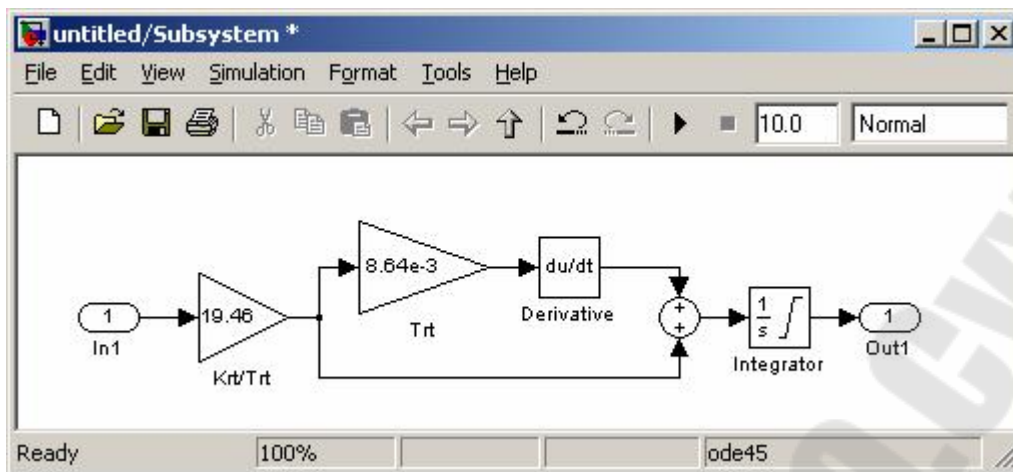 untitled/Subsystem *
File Edit View Simulation Format Tools Help
10.0 Normal
8.64e-3
du/dt
Trt
Derivative
1
In1
19.46
Krt/Trt
+
+
1
s
Integrator
1
Out1
Ready 100% ode45